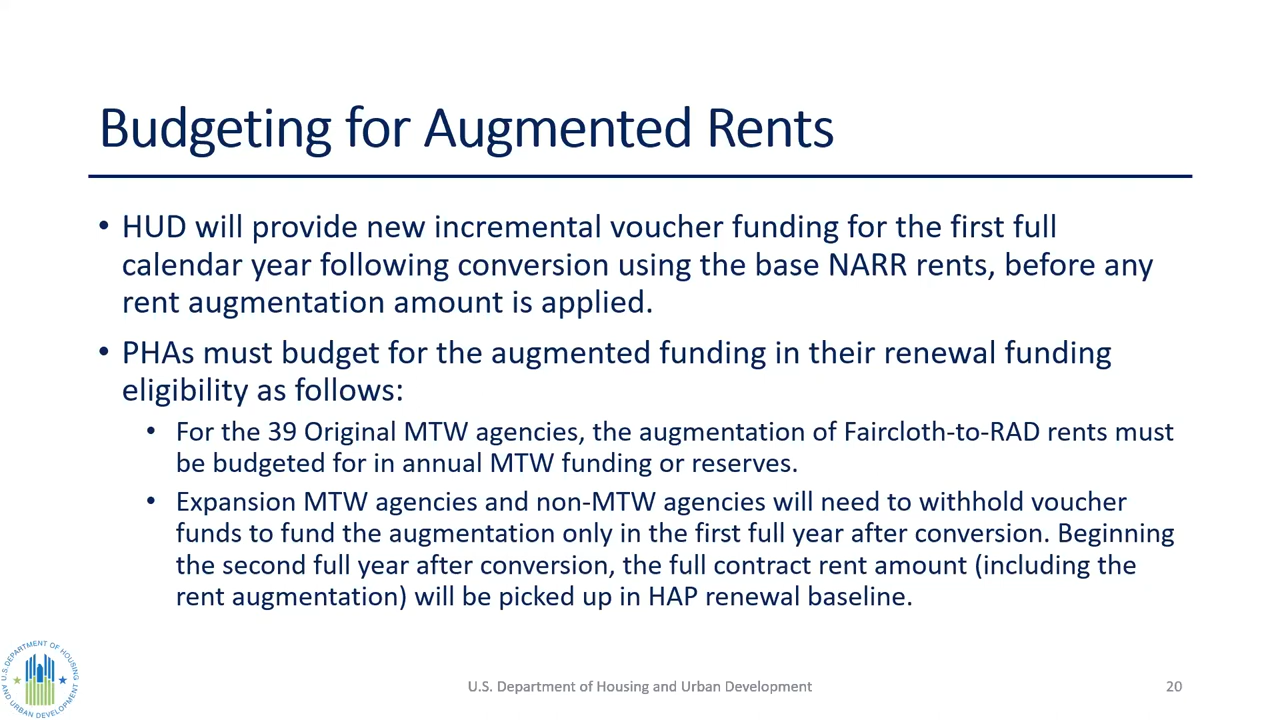 Budgeting for Augmented Rents
• HUD will provide new incremental voucher funding for the first full
calendar year following conversion using the base NARR rents, before any
rent augmentation amount is applied.
• PHAs must budget for the augmented funding in their renewal funding
eligibility as follows:
• For the 39 Original MTW agencies, the augmentation of Faircloth-to-RAD rents must
be budgeted for in annual MTW funding or reserves.
• Expansion MTW agencies and non-MTW agencies will need to withhold voucher
funds to fund the augmentation only in the first full year after conversion. Beginning
the second full year after conversion, the full contract rent amount (including the
rent augmentation) will be picked up in HAP renewal baseline.
U.S. DEPARTMENT OF HOUSING
AND URBAN DEVELOPMENT
U.S. Department of Housing and Urban Development
20